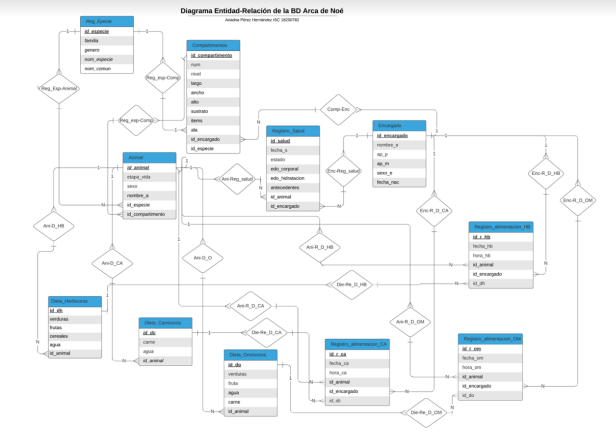 Diagrama Entidad-Relación de la BD Arca de Noé
Ariadna Pérez Hernández ISC 18200782
Reg_Epecie
id_especie
familia
genero
nom_especie
nom_comun
Compartimentos
id_compartimento
num
nivel
largo
ancho
alto
sustrato
items
ala
id_encargado
id_especie
Reg_Esp-Animal
Reg_esp-Comp
Reg_esp-Comp
Comp-Enc
Animal
id_animal
etapa_vida
sexo
nombre_a
id_especie
id_compartimento
Registro_Salud
id_salud
fecha_s
estado
edo_corporal
edo_hidratacion
antecedentes
id_animal
id_encargado
Encargado
id_encargado
nombre_e
ap_p
ap_m
sexo_e
fecha_nac
Ani-Reg_salud
Enc-Reg_salud
Enc-R_D_HB
Enc-R_D_OM
Enc-R_D_CA
Ani-D_HB
Ani-D_CA
Ani-D_O
Ani-R_D_HB
Registro_alimentacion_HB
id_r_hb
fecha_hb
hora_hb
id_animal
id_encargado
id_dh
Die-Re_D_HB
Dieta_Herbivoros
id_dh
verduras
frutas
cereales
agua
id_animal
Ani-R_D_CA
Die-Re_D_CA
Ani-R_D_OM
Dieta_Carnivoros
id_dc
carne
agua
id_animal
Dieta_Omnivoros
id_do
verduras
fruta
agua
carne
id_animal
Registro_alimentacion_CA
id_r_ca
fecha_ca
hora_ca
id_animal
id_encargado
Registro_alimentacion_OM
id_r_om
fecha_om
hora_om
id_animal
id_encargado
id_do
Die-Re_D_OM